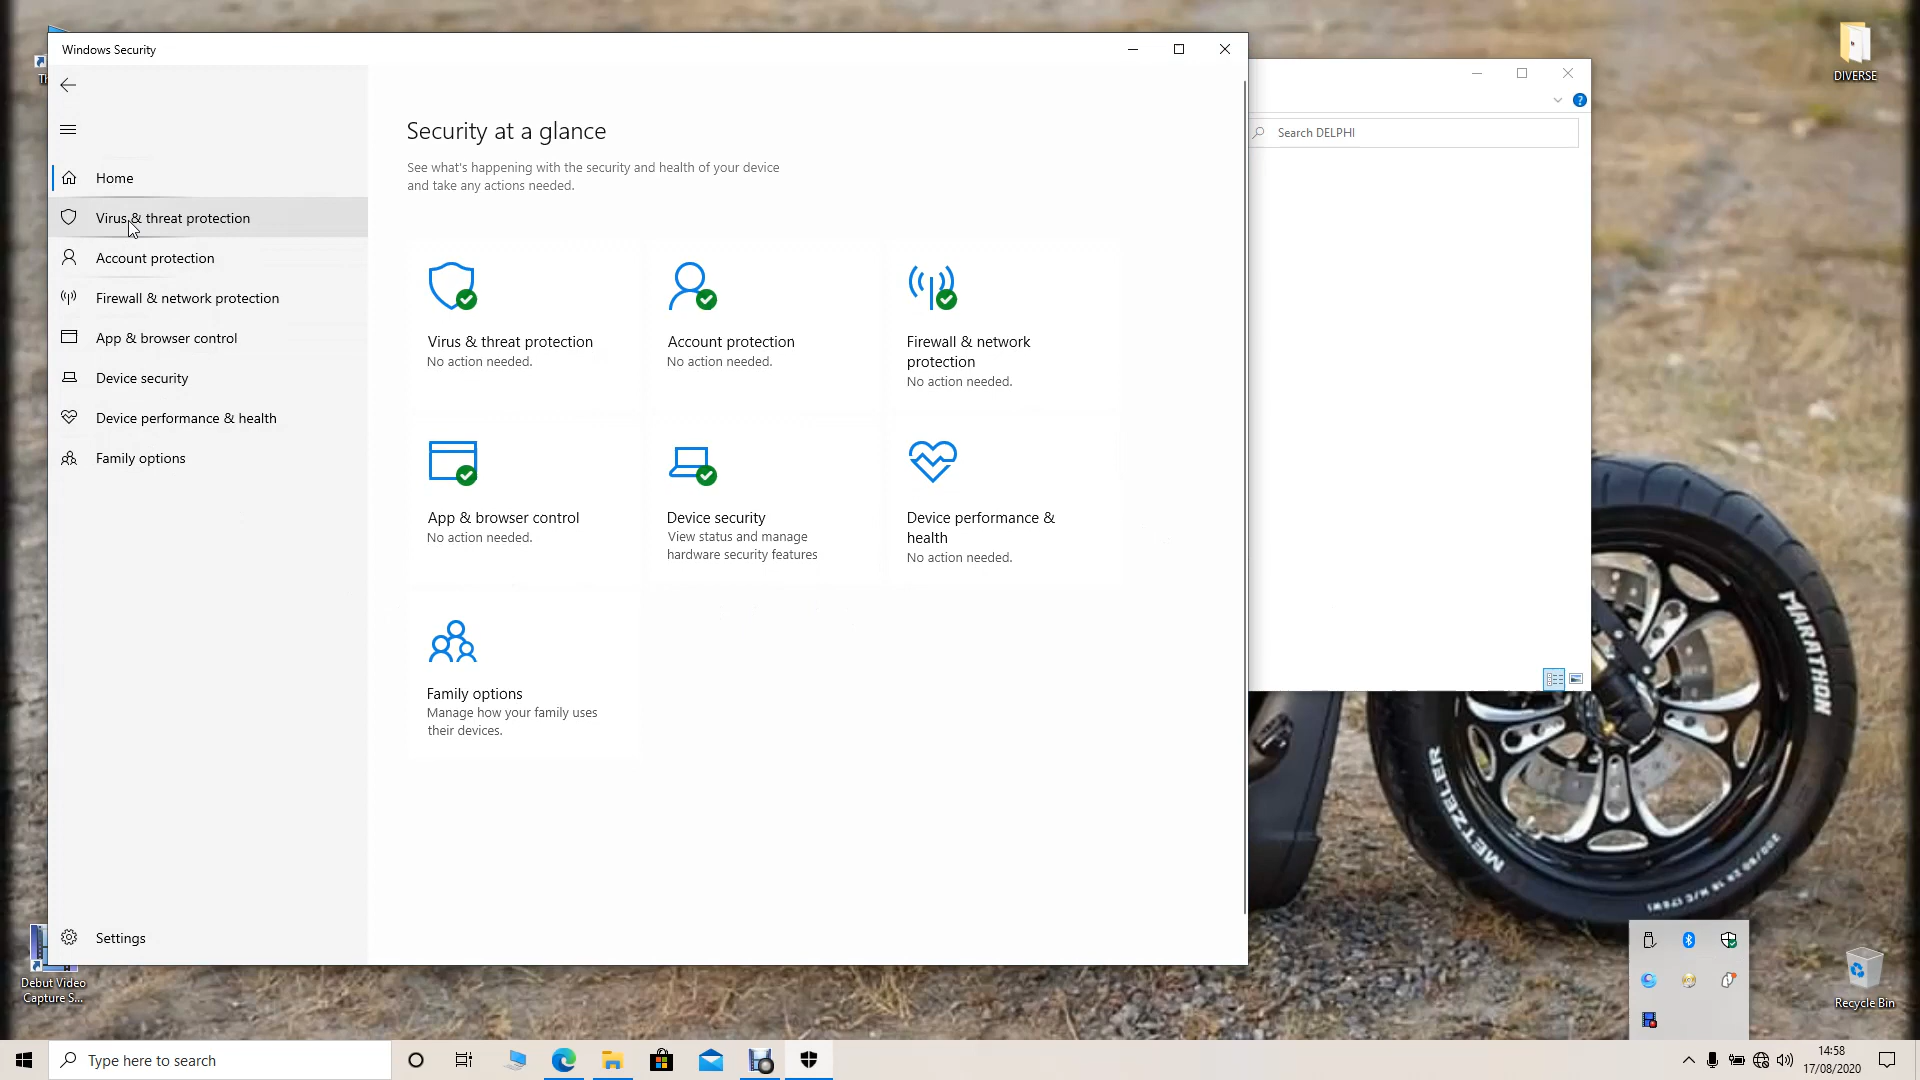 Windows Security
Home
Virus & threat protection
Account protection
Firewall & network protection
App & browser control
Device security
Device performance & health
Family options
Settings
Security at a glance
See what's happening with the security and health of your device
and take any actions needed.
Virus & threat protection
No action needed.
Account protection
No action needed.
Firewall & network
protection
No action needed.
App & browser control
No action needed.
Device security
View status and manage
hardware security features
Device performance &
health
No action needed.
Family options
Manage how your family uses
their devices.
Search DELPHI
DIVERSE
MARATHON
METZELER
Debut Video
Capture S...
Recycle Bin
Type here to search
14:58
17/08/2020